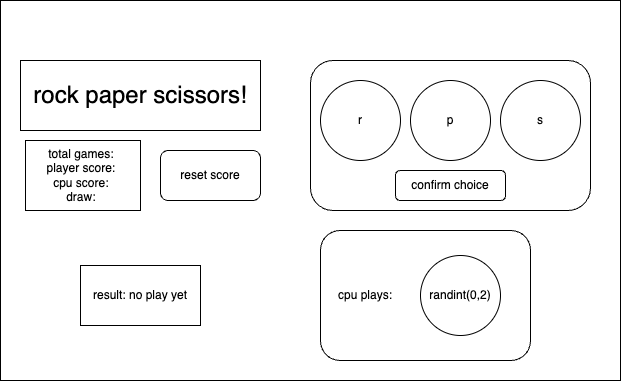 rock paper scissors!
total games:
player score:
cpu score:
draw:
reset score
r
p
s
confirm choice
result: no play yet
cpu plays:
randint(0,2)